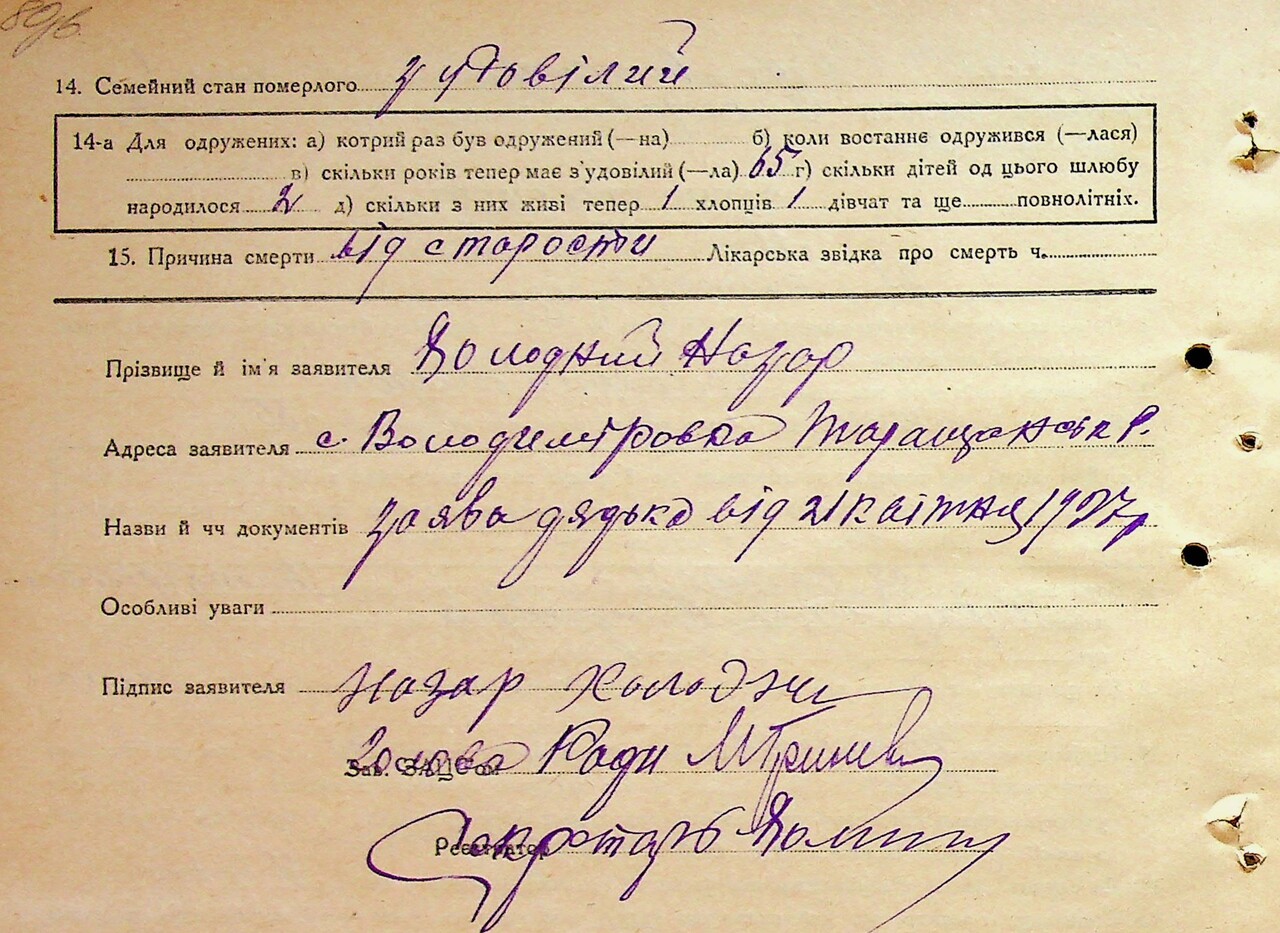 89в.
14. Семейний стан померлого у удовілий
14-а Для одружених: а) котрий раз був одружений (—на) б) коли востаннє одружився (—лася)
в) скільки років тепер має з'удовілий (—ла) 65 г) скільки дітей од цього шлюбу
народилося 2 д) скільки з них живі тепер 1 хлопців 1 дівчат та ще повнолітніх.
15. Причина смерти від старости Лікарська звідка про смерть ч.
Прізвище й ім'я заявителя Холодний Назар
Адреса заявителя с. Володиміровка Таращанськ Р.
Назви й чч документів заява дядька від 21 квітня 1927 р
Особливі уваги
Підпис заявителя Назар Холодни
Зав. ЗАЦС'ом Голова Ради
Реєстратор Секретарь